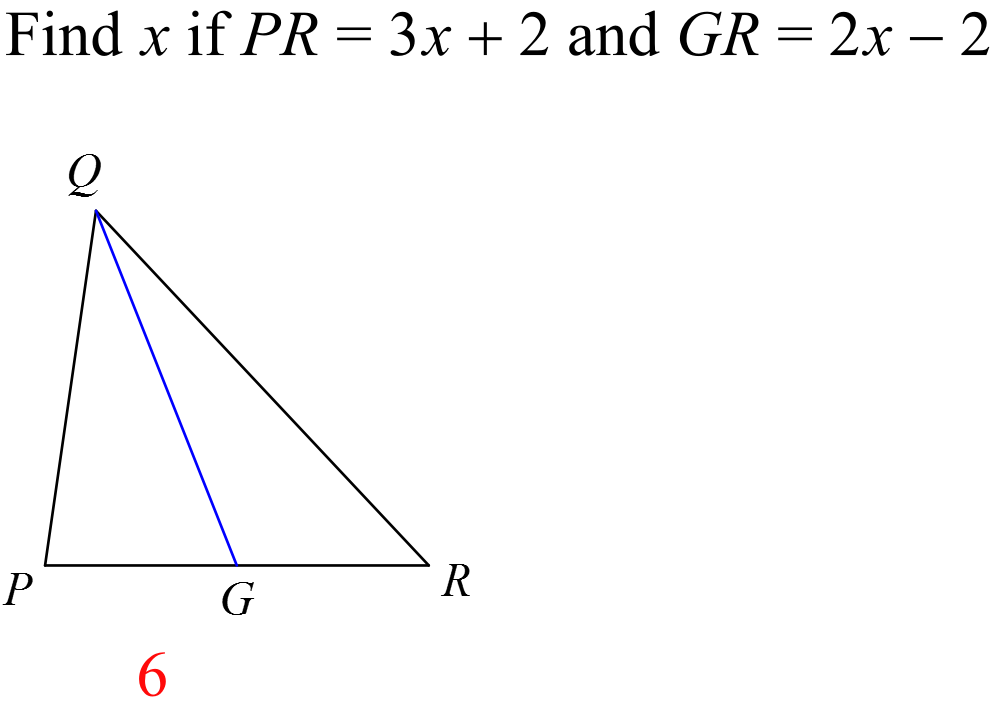 Find x if PR = 3x + 2 and GR = 2x − 2
Q
P
G
R
6